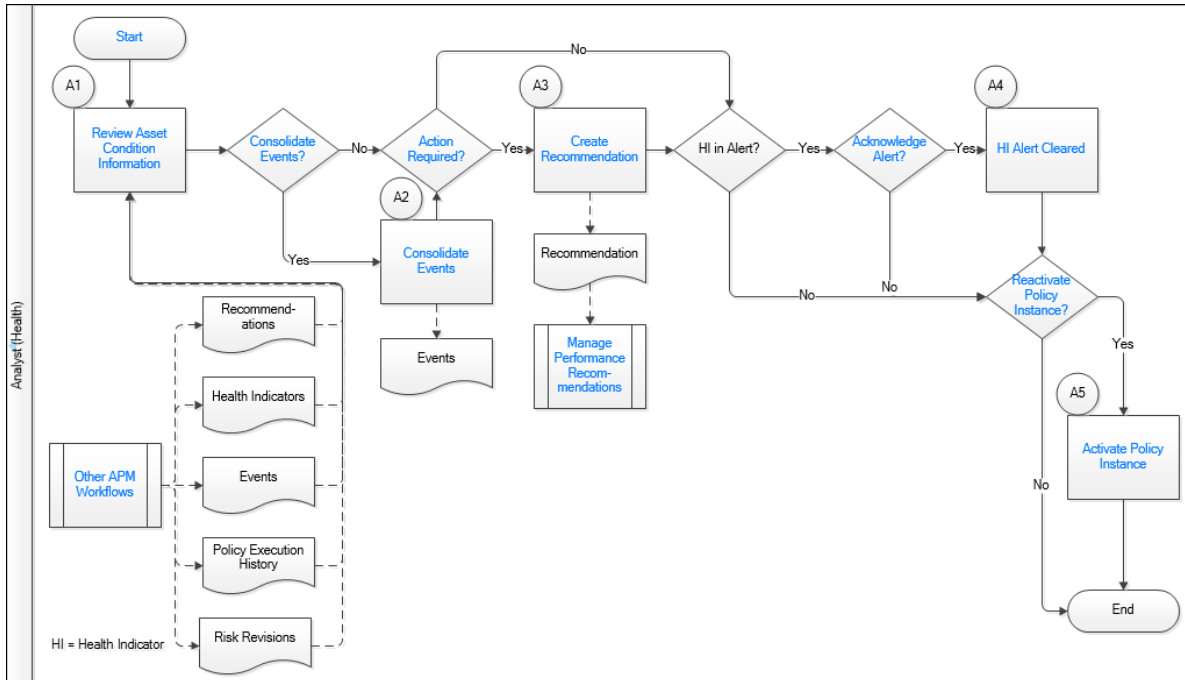 Analyst (Health)
Start
A1
Review Asset
Condition
Information
Consolidate
Events?
No
Yes
A2
Consolidate
Events
Events
Action
Required?
No
Yes
A3
Create
Recommendation
Recommendation
Manage
Performance
Recom-
mendations
HI in Alert?
Yes
No
Acknowledge
Alert?
Yes
No
A4
HI Alert Cleared
Reactivate
Policy
Instance?
Yes
No
A5
Activate Policy
Instance
End
Other APM
Workflows
Recommend-
ations
Health Indicators
Events
Policy Execution
History
Risk Revisions
HI = Health Indicator